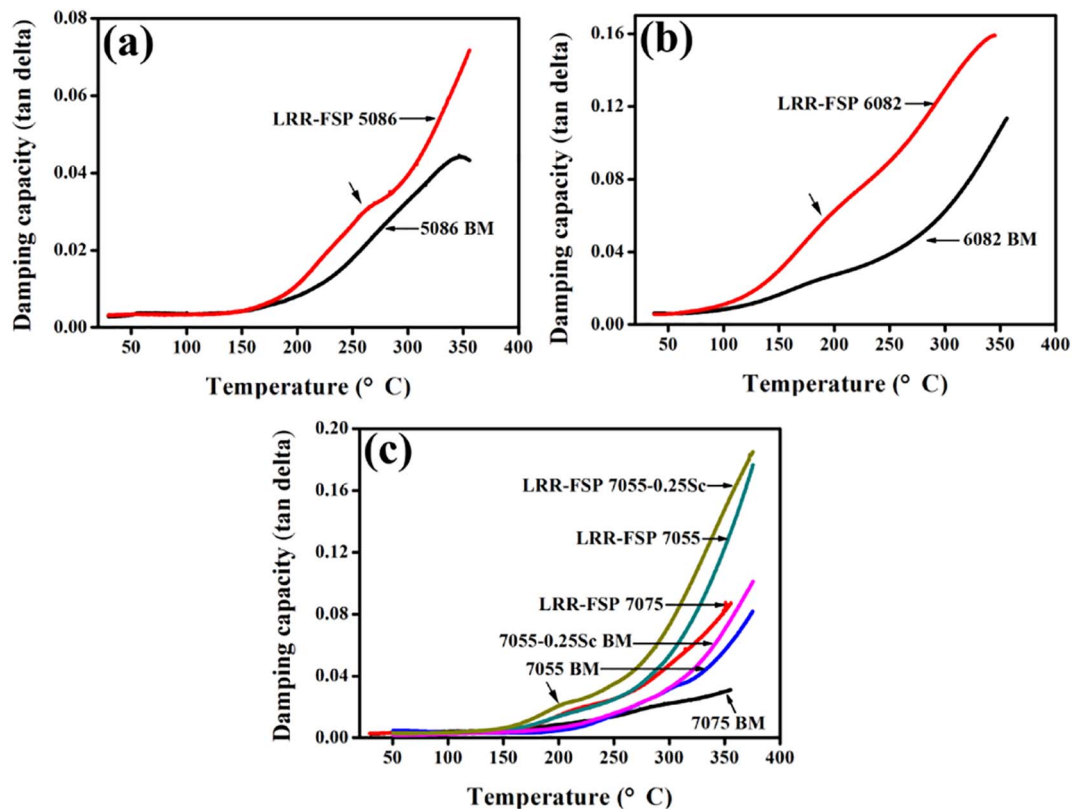 (a)
Damping capacity (tan delta)
0.08
0.06
0.04
0.02
0.00
LRR-FSP 5086
5086 BM
50 100 150 200 250 300 350 400
Temperature (° C)
(b)
Damping capacity (tan delta)
0.16
0.12
0.08
0.04
0.00
LRR-FSP 6082
6082 BM
50 100 150 200 250 300 350 400
Temperature (° C)
(c)
Damping capacity (tan delta)
0.20
0.16
0.12
0.08
0.04
0.00
LRR-FSP 7055-0.25Sc
LRR-FSP 7055
LRR-FSP 7075
7055-0.25Sc BM
7055 BM
7075 BM
50 100 150 200 250 300 350 400
Temperature (° C)